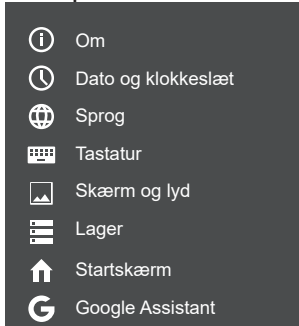 Om
Dato og klokkeslæt
Sprog
Tastatur
Skærm og lyd
Lager
Startskærm
Google Assistant